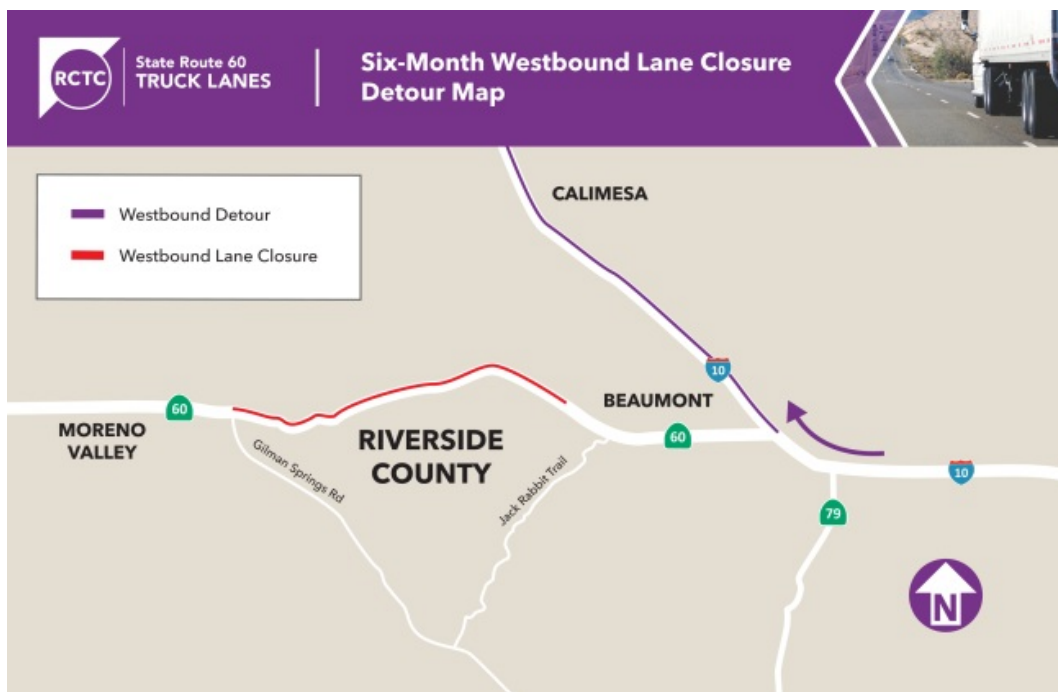 RCTC
State Route 60
TRUCK LANES
Six-Month Westbound Lane Closure
Detour Map
Westbound Detour
Westbound Lane Closure
CALIMESA
10
BEAUMONT
60
MORENO
VALLEY
60
RIVERSIDE
COUNTY
Gilman Springs Rd
Jack Rabbit Trail
10
79
N